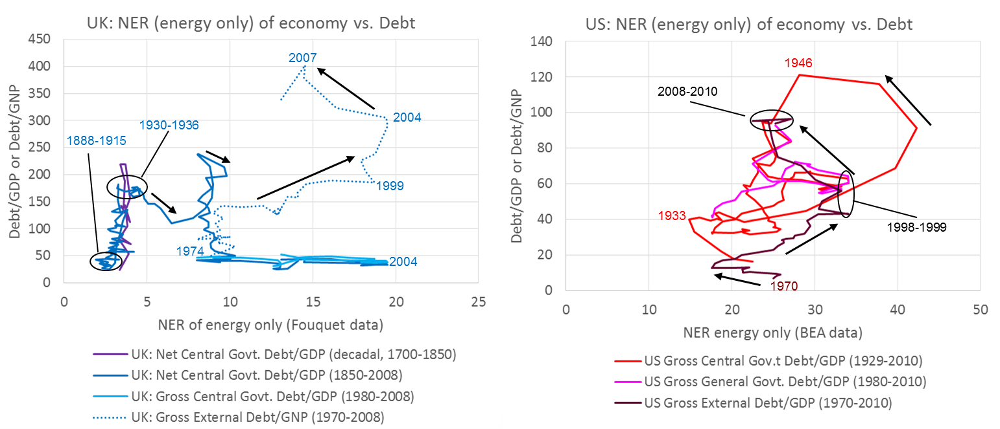 UK: NER (energy only) of economy vs. Debt
450
400
350
300
250
200
150
100
50
0
Debt/GDP or Debt/GNP
2007
2004
1930-1936
1888-1915
1999
1974
2004
0 5 10 15 20 25
NER of energy only (Fouquet data)
UK: Net Central Govt. Debt/GDP (decadal, 1700-1850)
UK: Net Central Govt. Debt/GDP (1850-2008)
UK: Gross Central Govt. Debt/GDP (1980-2008)
UK: Gross External Debt/GNP (1970-2008)
US: NER (energy only) of economy vs. Debt
140
120
100
80
60
40
20
0
Debt/GDP or Debt/GNP
1946
2008-2010
1933
1998-1999
1970
0 10 20 30 40 50
NER energy only (BEA data)
US Gross Central Gov.t Debt/GDP (1929-2010)
US Gross General Govt. Debt/GDP (1980-2010)
US Gross External Debt/GDP (1970-2010)